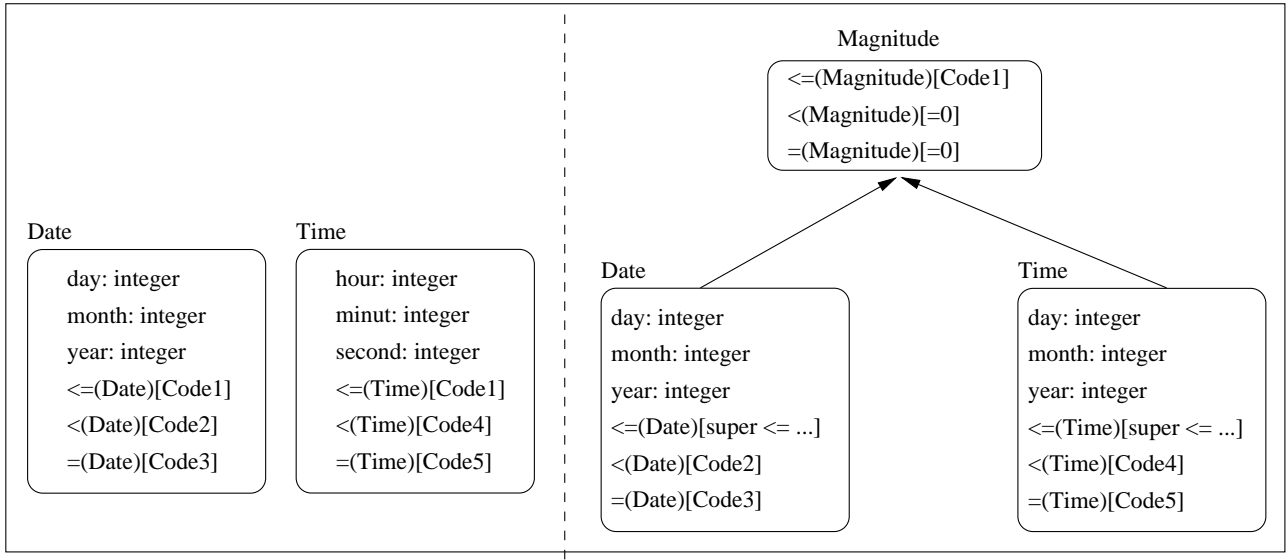 Date
day: integer
month: integer
year: integer
<=(Date)[Code1]
<(Date)[Code2]
=(Date)[Code3]
Time
hour: integer
minut: integer
second: integer
<=(Time)[Code1]
<(Time)[Code4]
=(Time)[Code5]
Magnitude
<=(Magnitude)[Code1]
<(Magnitude)[=0]
=(Magnitude)[=0]
Date
day: integer
month: integer
year: integer
<=(Date)[super <= ...]
<(Date)[Code2]
=(Date)[Code3]
Time
day: integer
month: integer
year: integer
<=(Time)[super <= ...]
<(Time)[Code4]
=(Time)[Code5]